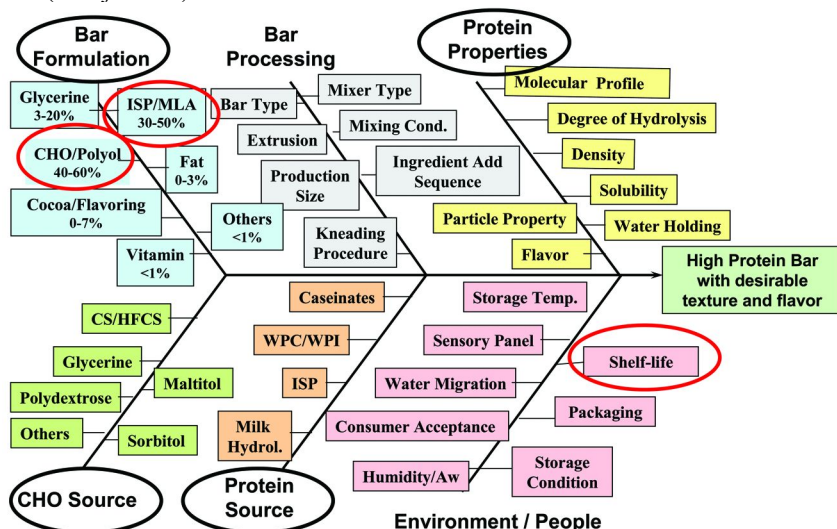 Bar
Formulation
Bar
Processing
Protein
Properties
Glycerine
3-20%
ISP/MLA
30-50%
CHO/Polyol
40-60%
Fat
0-3%
Cocoa/Flavoring
0-7%
Others
<1%
Vitamin
<1%
Bar Type
Mixer Type
Mixing Cond.
Extrusion
Ingredient Add
Sequence
Production
Size
Kneading
Procedure
Molecular Profile
Degree of Hydrolysis
Density
Solubility
Particle Property
Water Holding
Flavor
High Protein Bar
with desirable
texture and flavor
CS/HFCS
Glycerine
Maltitol
Polydextrose
Others
Sorbitol
CHO Source
Caseinates
WPC/WPI
ISP
Milk
Hydrol.
Protein
Source
Storage Temp.
Sensory Panel
Shelf-life
Water Migration
Packaging
Consumer Acceptance
Humidity/Aw
Storage
Condition
Environment / People